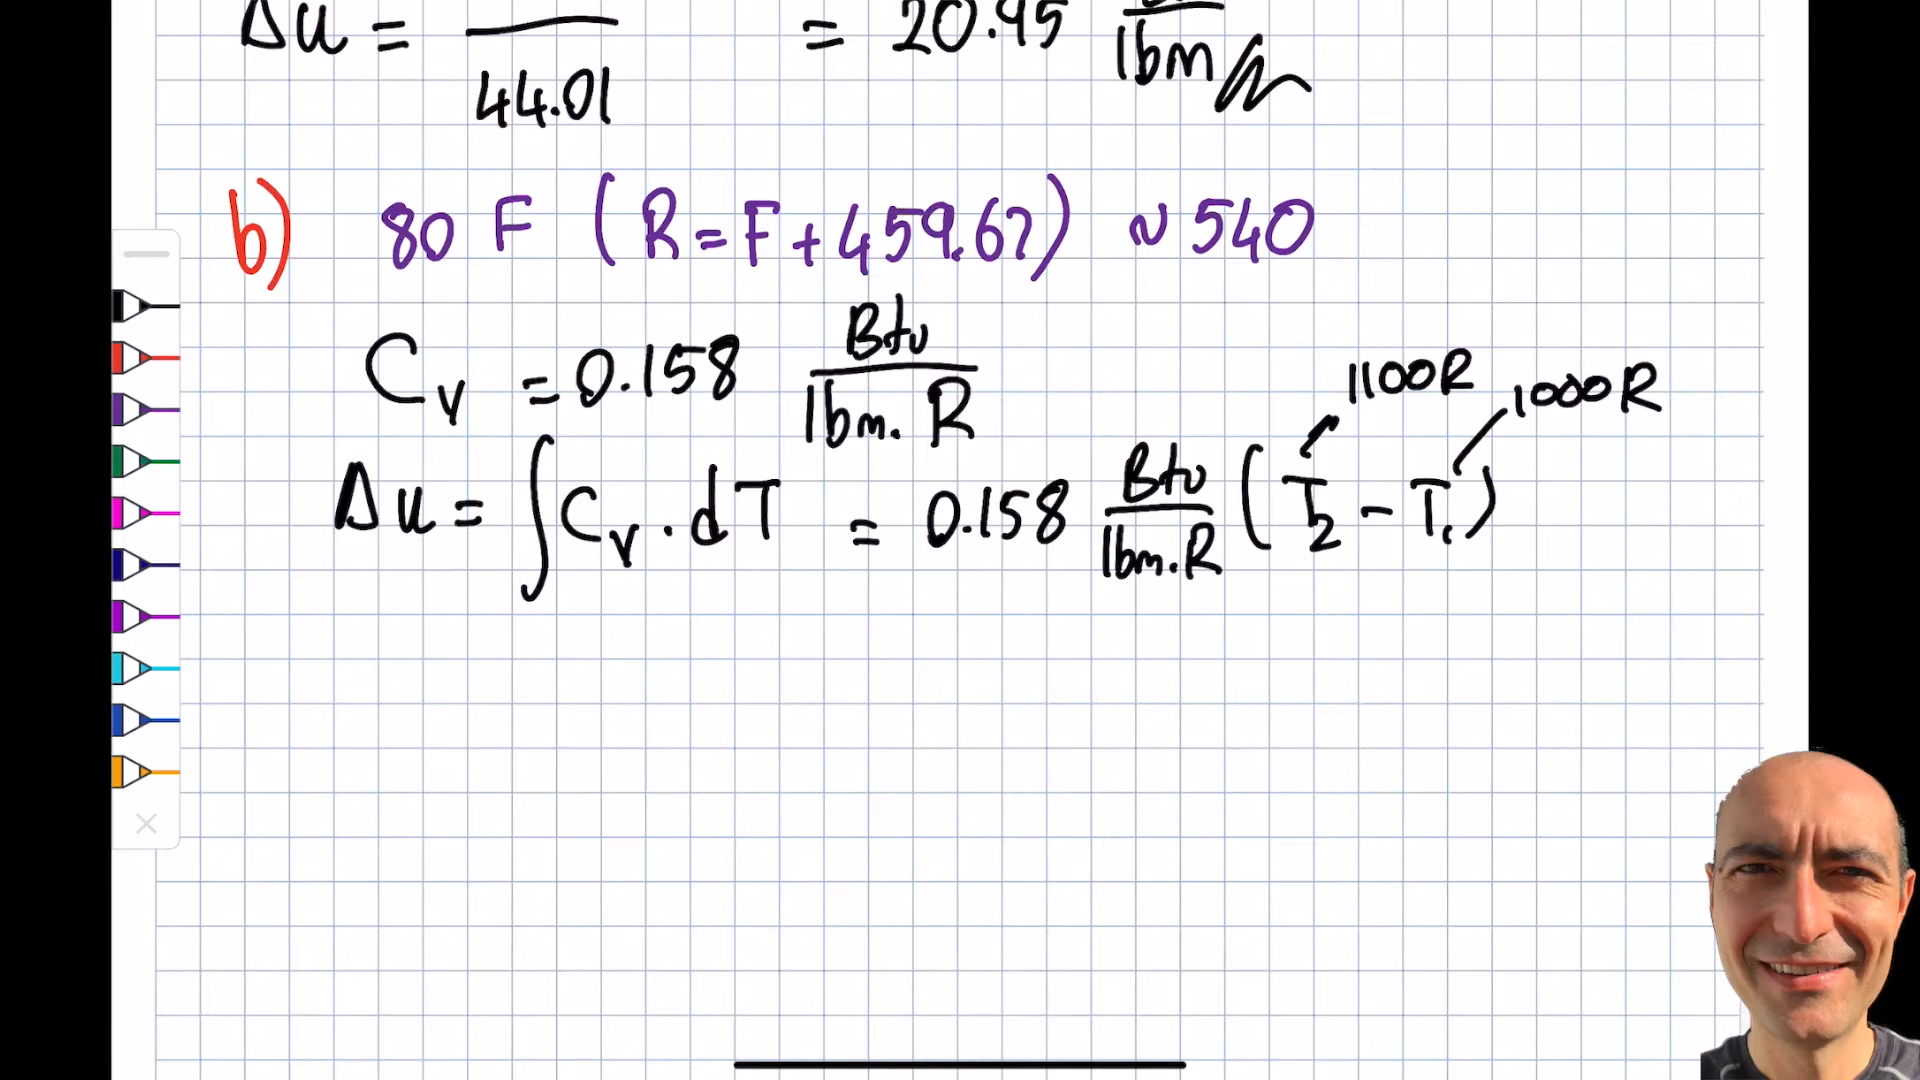 Δu = 44.01 = 20.95 lbm
b) 80 F (R = F + 459.67) ~ 540
Cv = 0.158 Btu / lbm. R
1100R 1000R
Δu = ∫ Cv . dT = 0.158 Btu / lbm. R (T2 - T1)